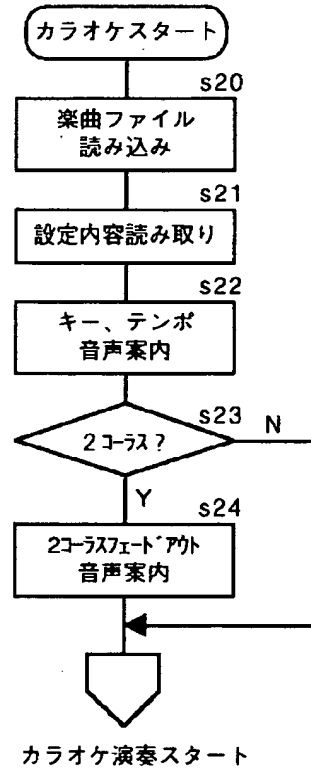 カラオケスタート
s20
楽曲ファイル
読み込み
s21
設定内容読み取り
s22
キー、テンポ
音声案内
s23
2コーラス？
N
Y
s24
2コーラスフェードアウト
音声案内
カラオケ演奏スタート